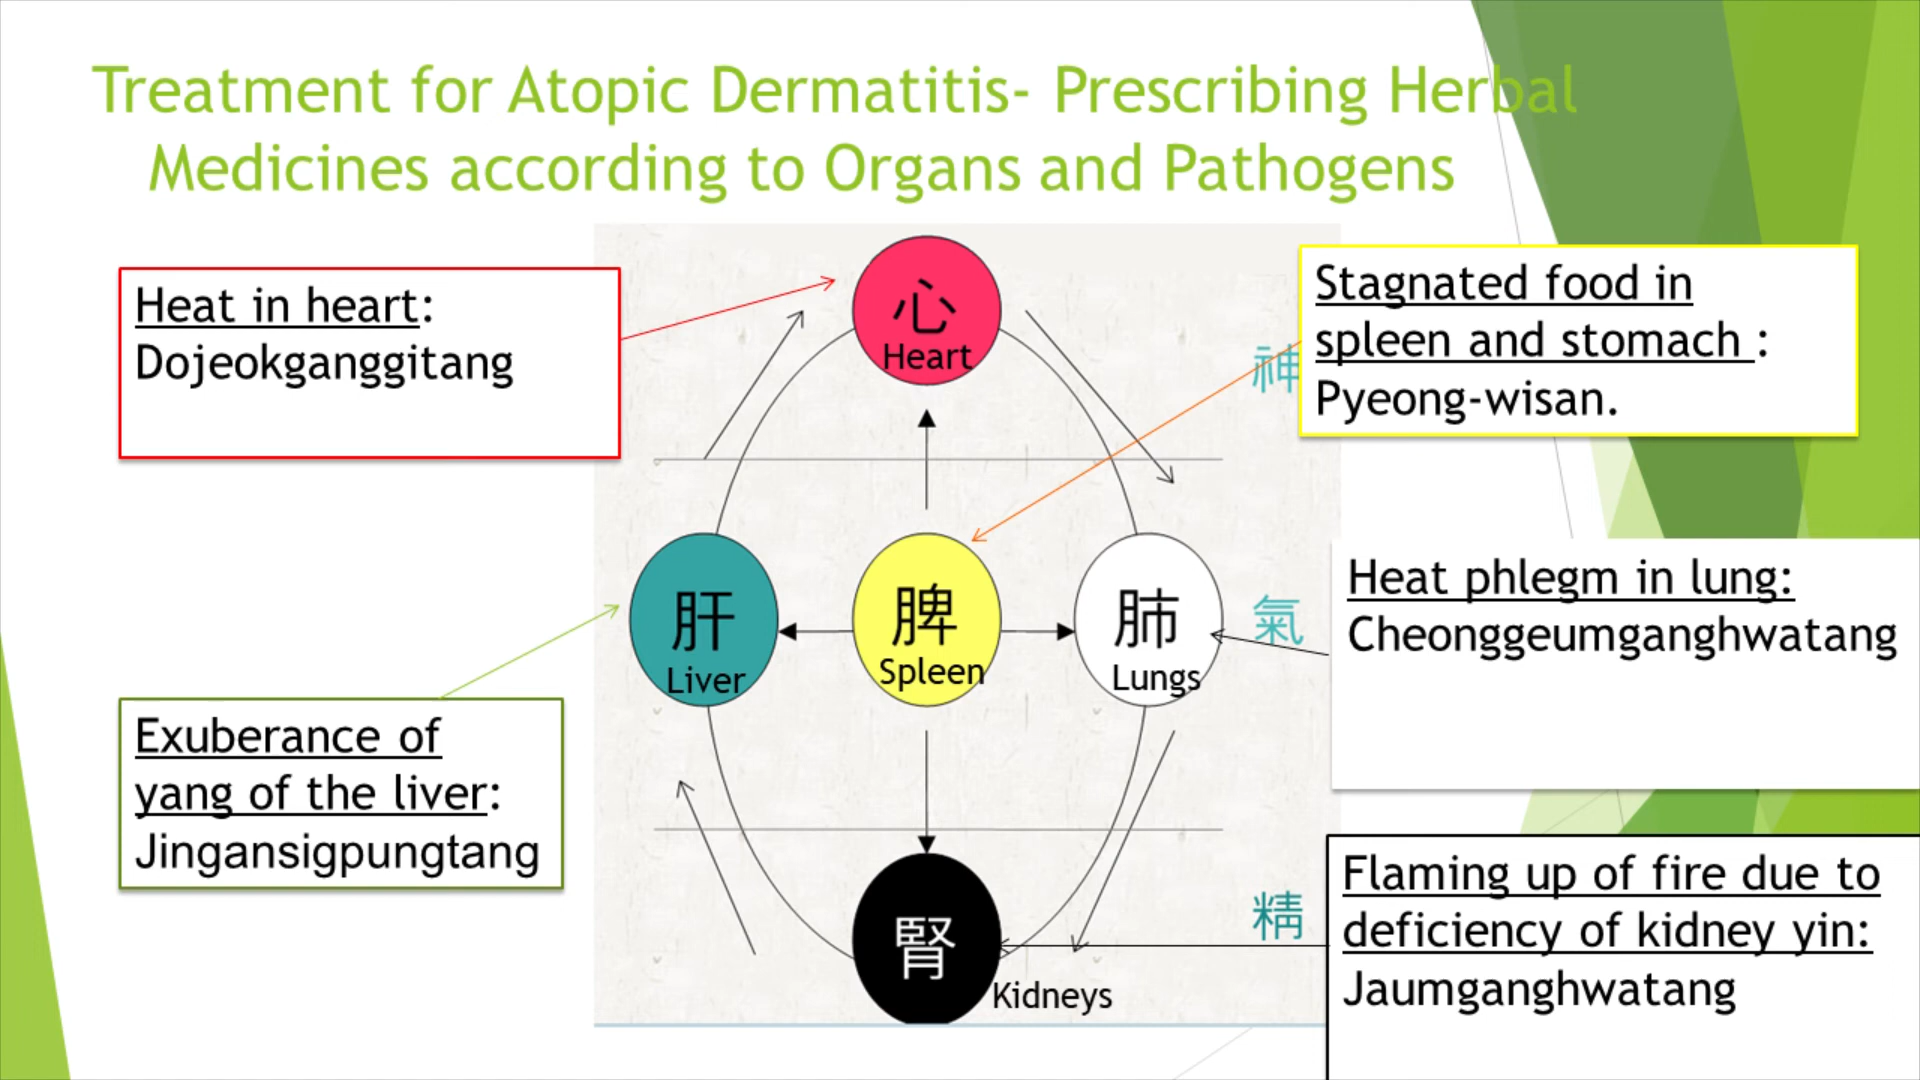 Treatment for Atopic Dermatitis- Prescribing Herbal
Medicines according to Organs and Pathogens
Heat in heart:
Dojeokganggitang
心
Heart
神
Stagnated food in
spleen and stomach :
Pyeong-wisan.
肝
Liver
脾
Spleen
肺
Lungs
氣
Heat phlegm in lung:
Cheonggeumganghwatang
Exuberance of
yang of the liver:
Jingansigpungtang
腎
Kidneys
精
Flaming up of fire due to
deficiency of kidney yin:
Jaumganghwatang